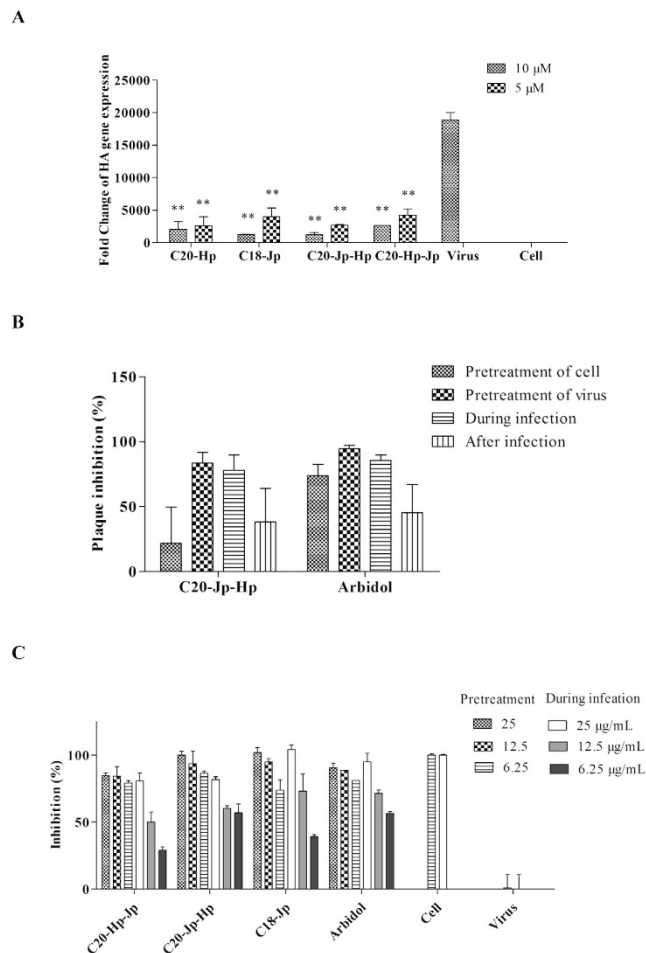 A
10 μM
5 μM
Fold Change of HA gene expression
25000
20000
15000
10000
5000
0
** ** ** ** ** ** ** **
C20-Hp C18-Jp C20-Jp-Hp C20-Hp-Jp Virus Cell
B
Pretreatment of cell
Pretreatment of virus
During infection
After infection
Plaque inhibition (%)
150
100
50
0
C20-Jp-Hp Arbidol
C
Pretreatment During infeation
25 25 μg/mL
12.5 12.5 μg/mL
6.25 6.25 μg/mL
Inhibition (%)
100
50
0
C20-Hp-Jp C20-Jp-Hp C18-Jp Arbidol Cell Virus